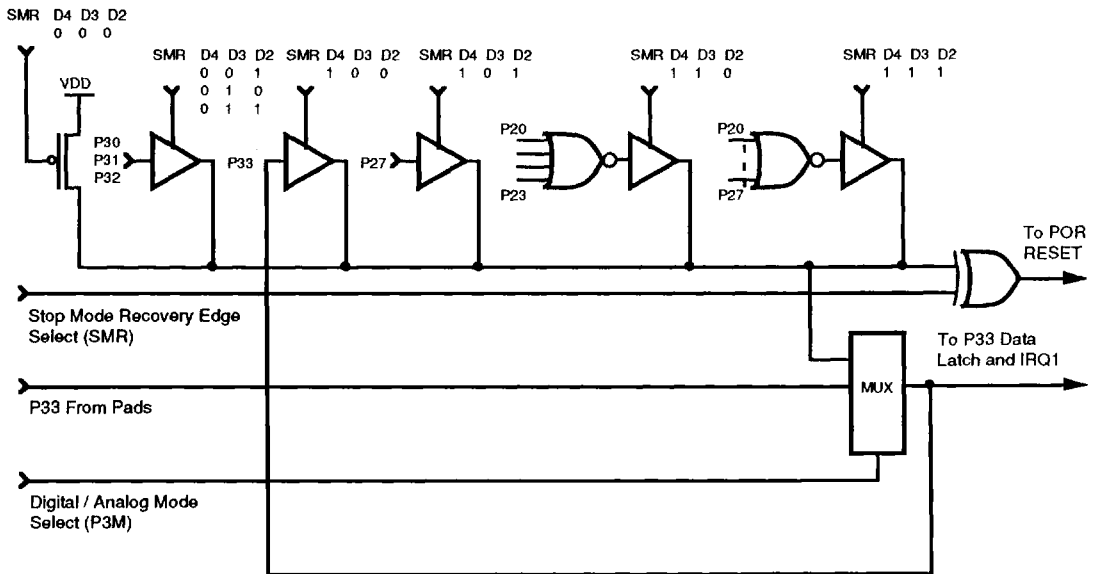 SMR D4 D3 D2
0 0 0
SMR D4 D3 D2
0 0 1
0 1 0
0 1 1
SMR D4 D3 D2
1 0 0
SMR D4 D3 D2
1 0 1
SMR D4 D3 D2
1 1 0
SMR D4 D3 D2
1 1 1
VDD
P30
P31
P32
P33
P27
P20
P23
P20
P27
To POR
RESET
Stop Mode Recovery Edge
Select (SMR)
To P33 Data
Latch and IRQ1
MUX
P33 From Pads
Digital / Analog Mode
Select (P3M)